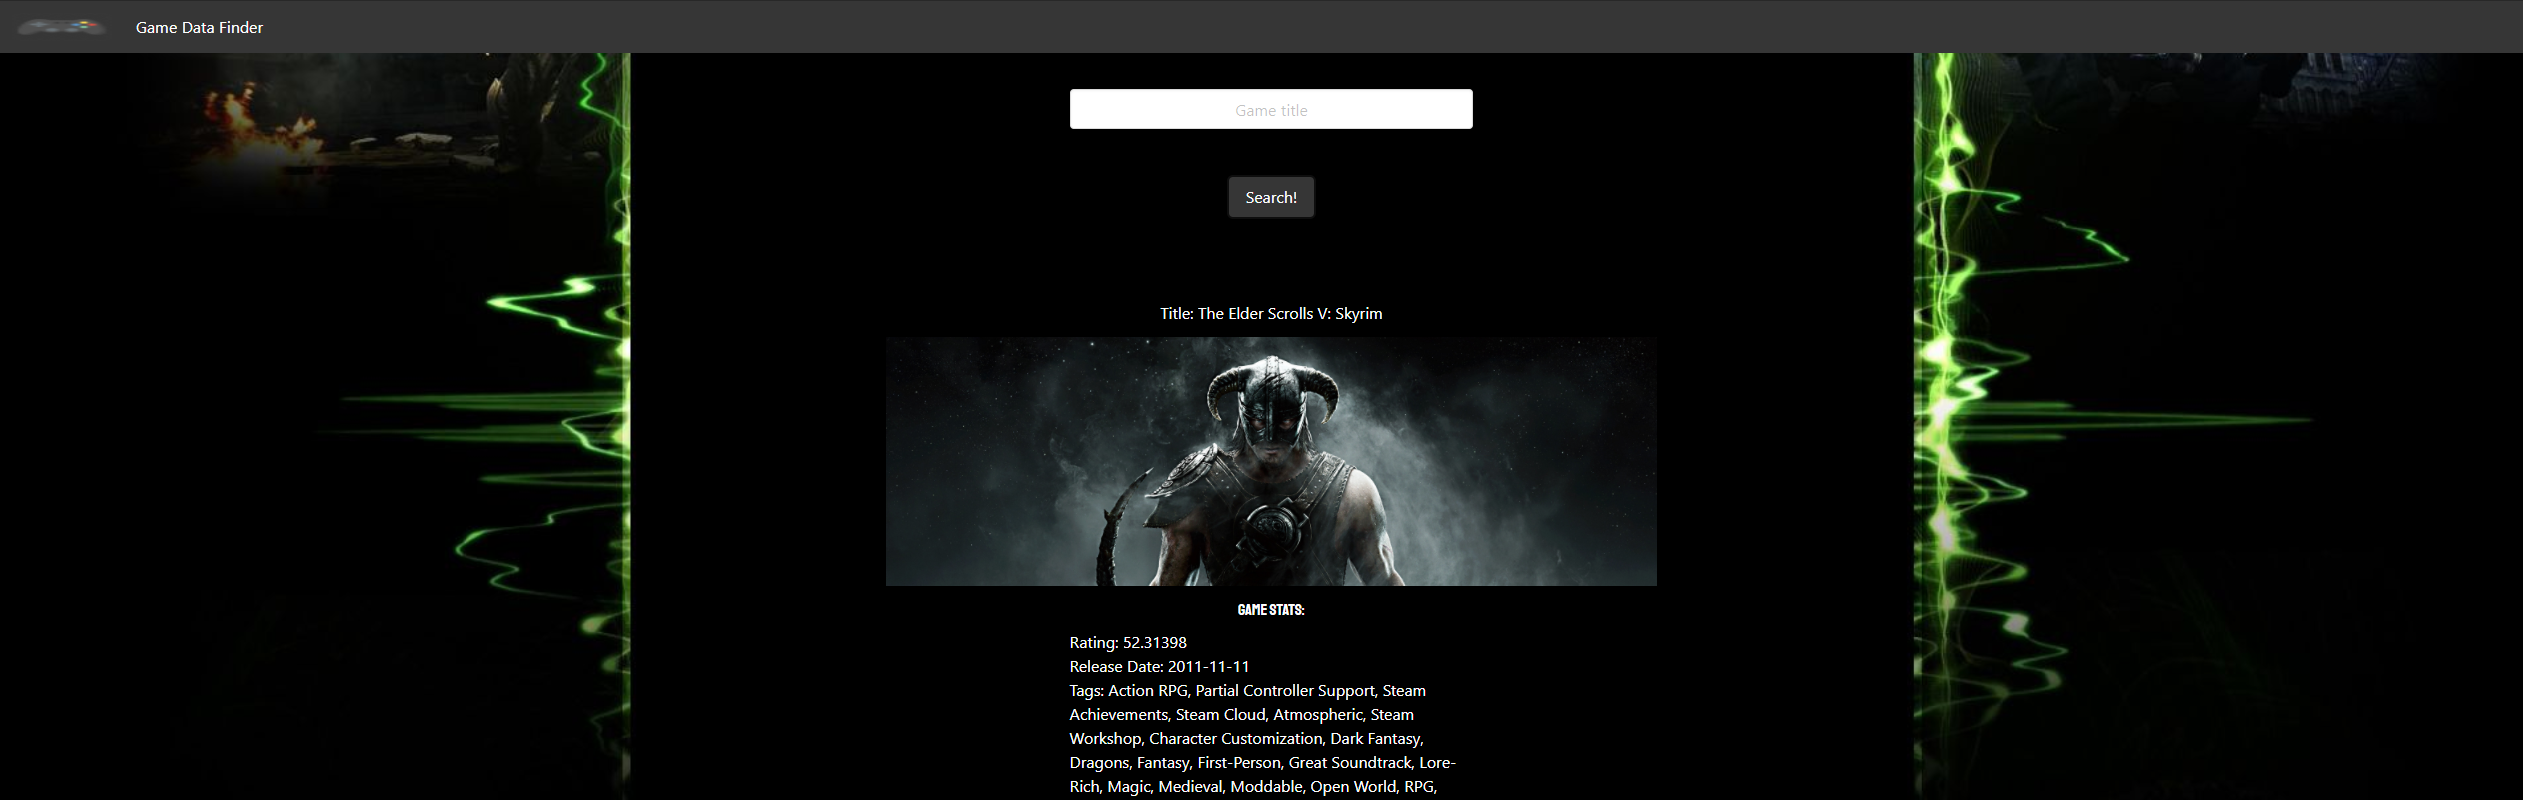 Game Data Finder
Game title
Search!
Title: The Elder Scrolls V: Skyrim
GAME STATS:
Rating: 52.31398
Release Date: 2011-11-11
Tags: Action RPG, Partial Controller Support, Steam
Achievements, Steam Cloud, Atmospheric, Steam
Workshop, Character Customization, Dark Fantasy,
Dragons, Fantasy, First-Person, Great Soundtrack, Lore-
Rich, Magic, Medieval, Moddable, Open World, RPG,